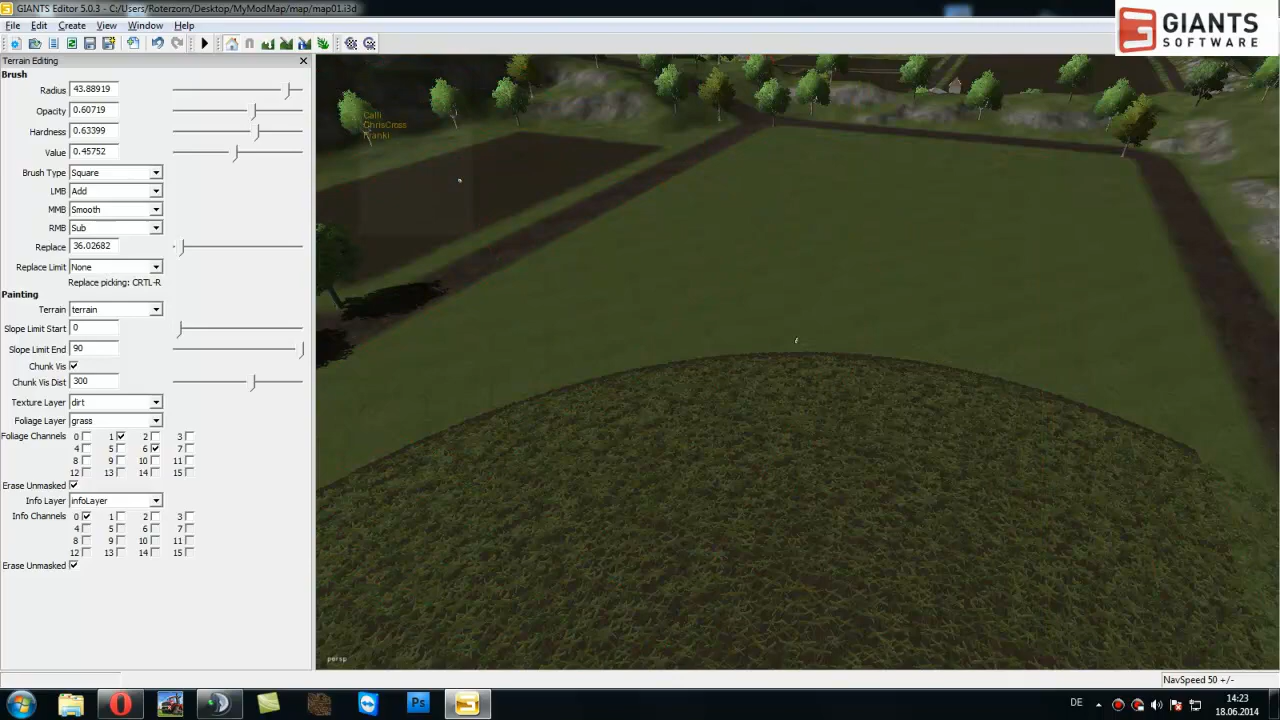 GIANTS Editor 5.0.3 - C:/Users/Roterzorn/Desktop/MyModMap/map/map01.i3d
File Edit Create View Window Scripts Help
GIANTS
SOFTWARE
Terrain Editing
Brush
Radius 43.88919
Opacity 0.60719
Hardness 0.63399
Value 0.45752
Brush Type Square
LMB Add
MMB Smooth
RMB Sub
Replace 36.02682
Replace Limit None
Replace picking: CRTL-R
Painting
Terrain terrain
Slope Limit Start 0
Slope Limit End 90
Chunk Vis
Chunk Vis Dist 300
Texture Layer dirt
Foliage Layer grass
Foliage Channels 0 1 2 3
4 5 6 7
8 9 10 11
12 13 14 15
Erase Unmasked
Info Layer infoLayer
Info Channels 0 1 2 3
4 5 6 7
8 9 10 11
12 13 14 15
Erase Unmasked
Calli
ChrisCross
Franki
persp
NavSpeed 50 +/-
Ps
DE
14:23
18.06.2014